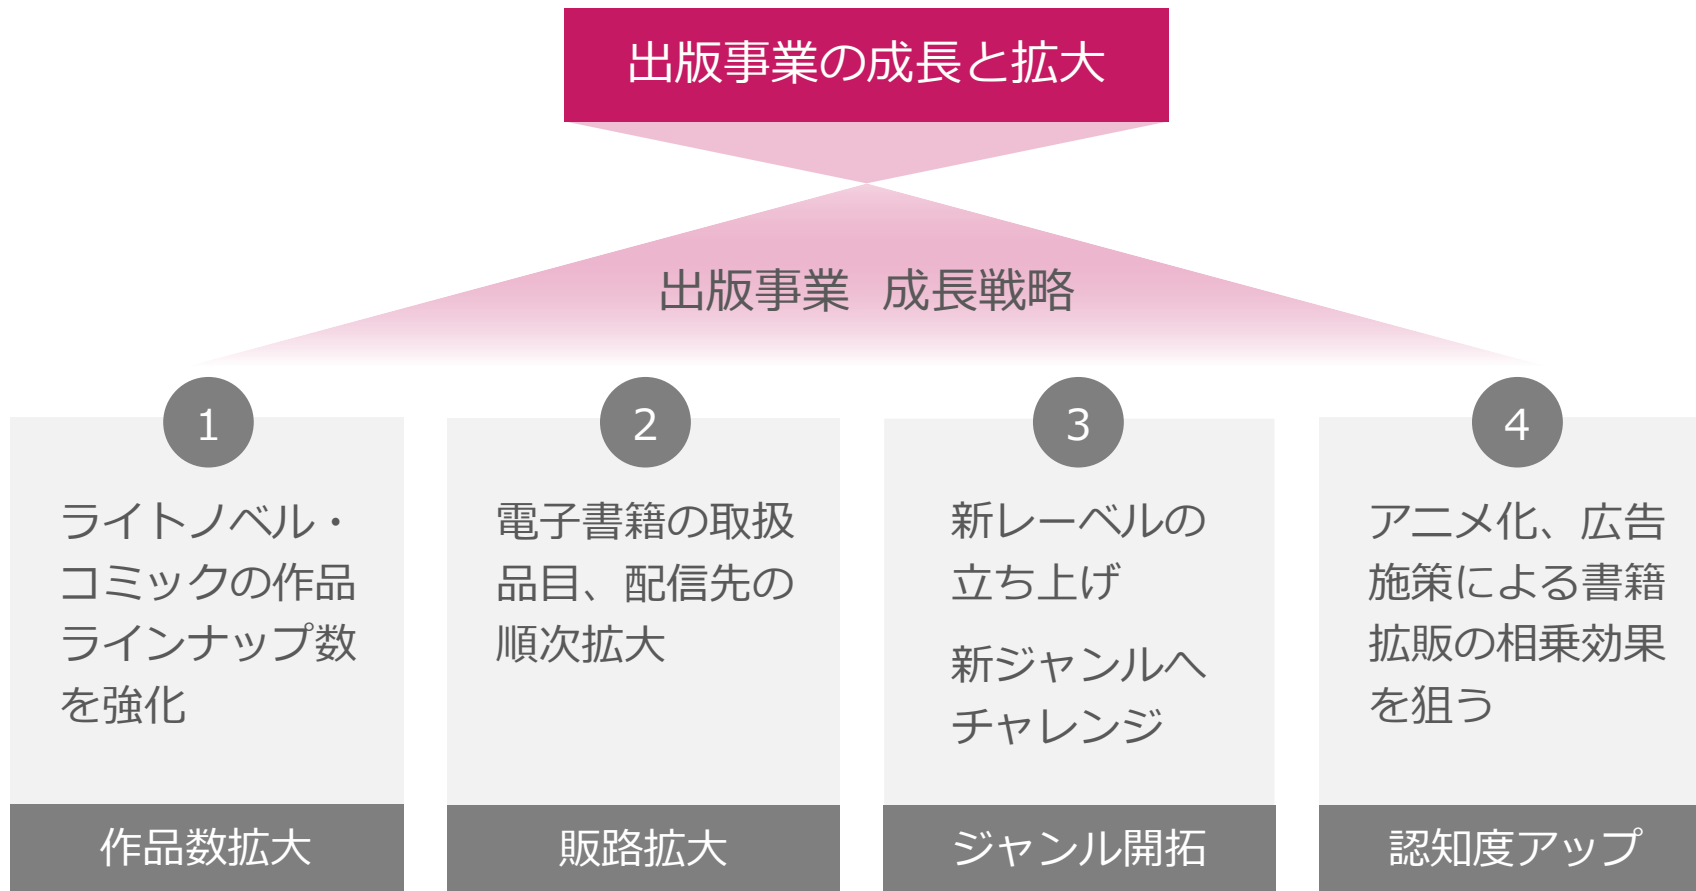 出版事業の成長と拡大
出版事業 成長戦略
1
ライトノベル・
コミックの作品
ラインナップ数
を強化
作品数拡大
2
電子書籍の取扱
品目、配信先の
順次拡大
販路拡大
3
新レーベルの
立ち上げ
新ジャンルへ
チャレンジ
ジャンル開拓
4
アニメ化、広告
施策による書籍
拡販の相乗効果
を狙う
認知度アップ